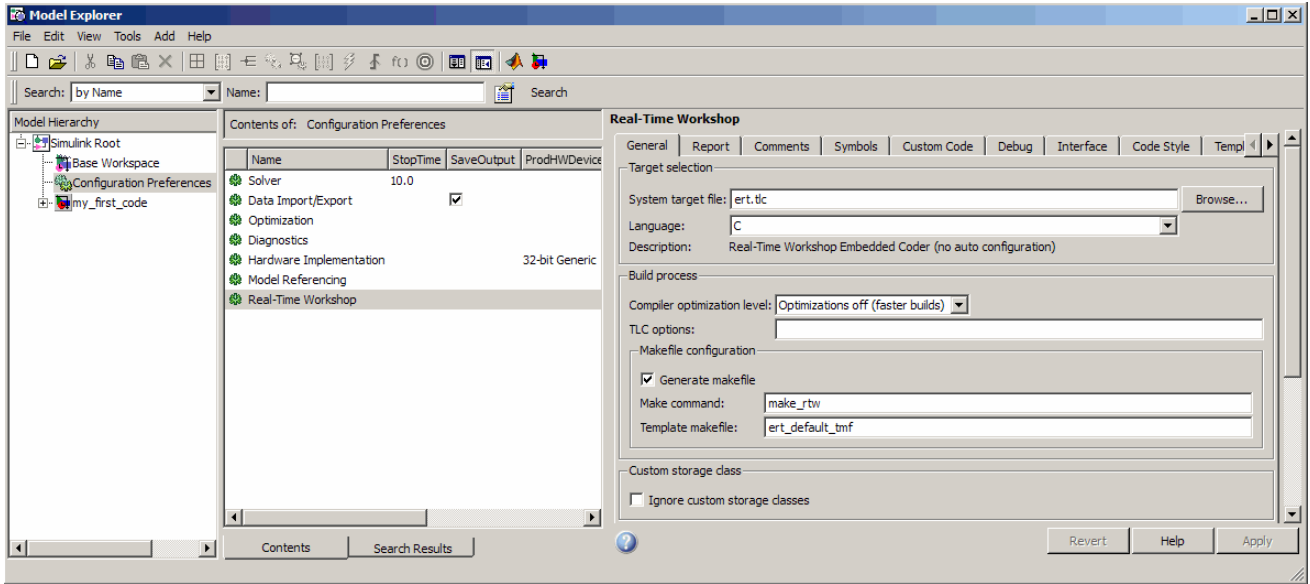 Model Explorer
File Edit View Tools Add Help
Search: by Name Name: Search
Model Hierarchy
Simulink Root
Base Workspace
Configuration Preferences
my_first_code
Contents of: Configuration Preferences
Name StopTime SaveOutput ProdHWDevice
Solver 10.0
Data Import/Export
Optimization
Diagnostics
Hardware Implementation 32-bit Generic
Model Referencing
Real-Time Workshop
Contents Search Results
Real-Time Workshop
General Report Comments Symbols Custom Code Debug Interface Code Style Templ
Target selection
System target file: ert.tlc Browse...
Language: C
Description: Real-Time Workshop Embedded Coder (no auto configuration)
Build process
Compiler optimization level: Optimizations off (faster builds)
TLC options:
Makefile configuration
Generate makefile
Make command: make_rtw
Template makefile: ert_default_tmf
Custom storage class
Ignore custom storage classes
Revert Help Apply